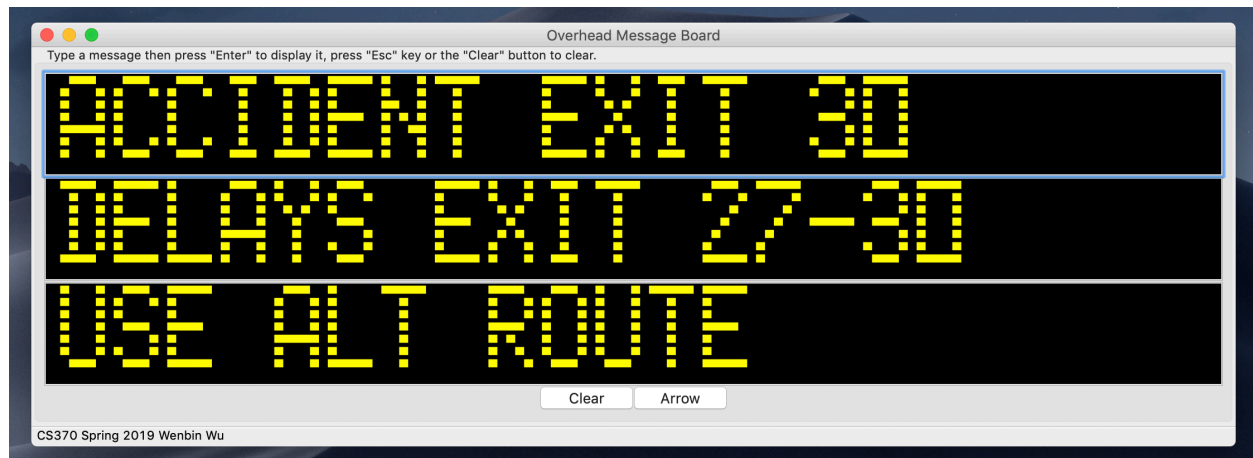 Overhead Message Board
Type a message then press "Enter" to display it, press "Esc" key or the "Clear" button to clear.
ACCIDENT EXIT 30
DELAYS EXIT 27-30
USE ALT ROUTE
Clear Arrow
CS370 Spring 2019 Wenbin Wu